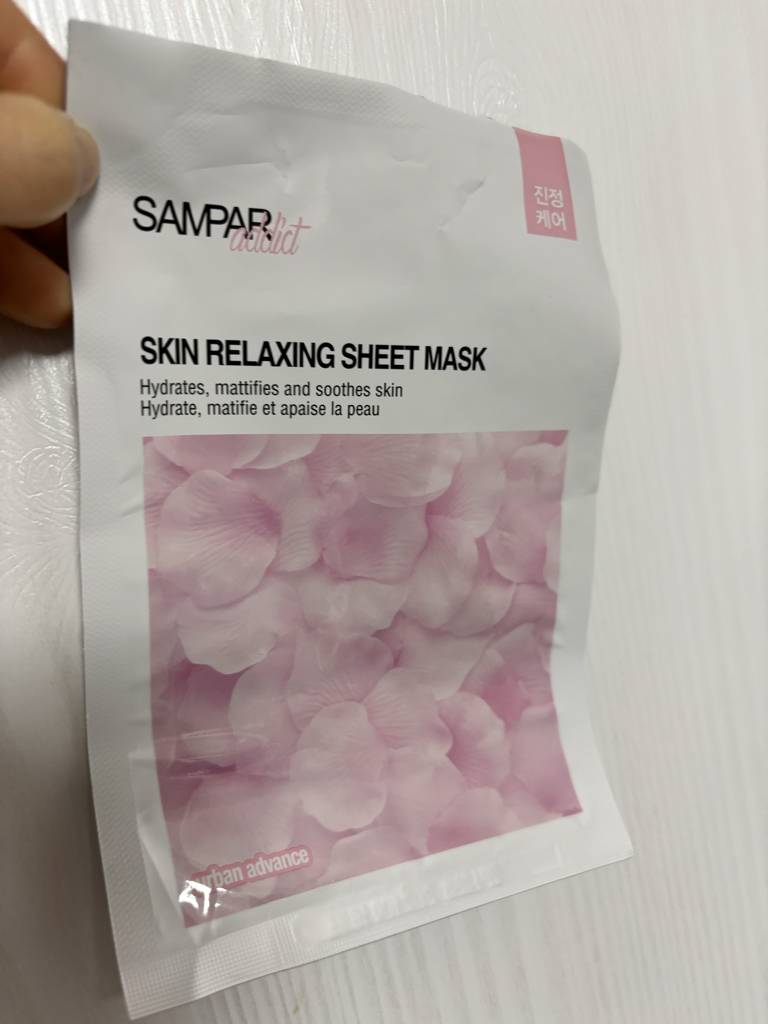 진정
케어
SAMPAR
addict
SKIN RELAXING SHEET MASK
Hydrates, mattifies and soothes skin
Hydrate, matifie et apaise la peau
urban advance